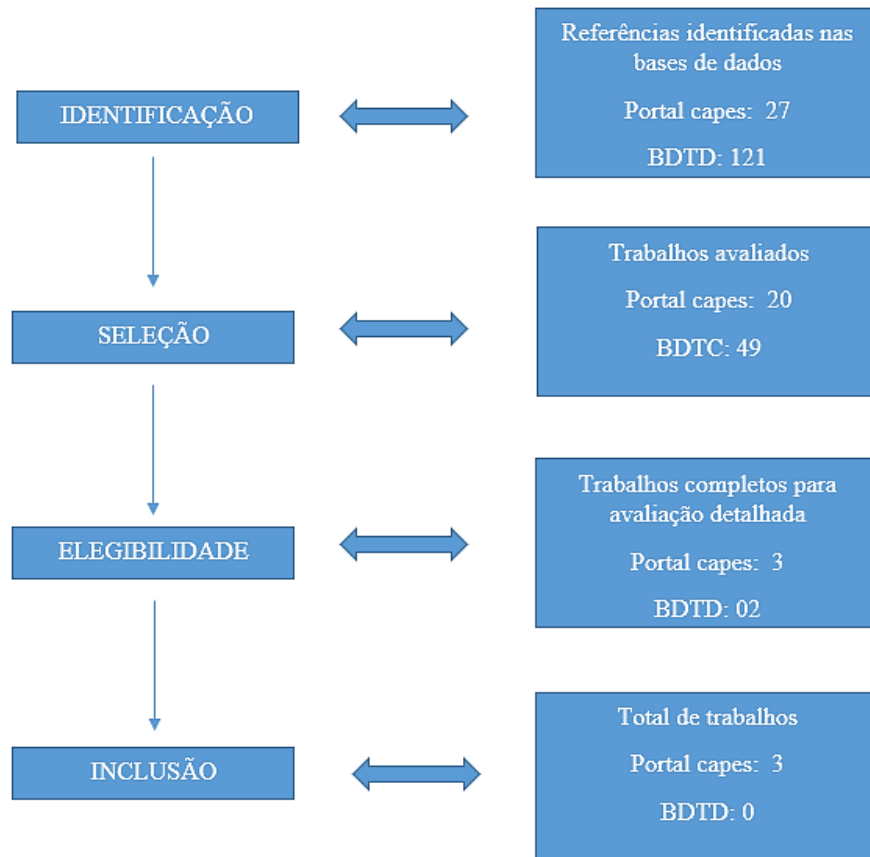 IDENTIFICAÇÃO
Referências identificadas nas
bases de dados
Portal capes: 27
BDTD: 121
SELEÇÃO
Trabalhos avaliados
Portal capes: 20
BDTC: 49
ELEGIBILIDADE
Trabalhos completos para
avaliação detalhada
Portal capes: 3
BDTD: 02
INCLUSÃO
Total de trabalhos
Portal capes: 3
BDTD: 0